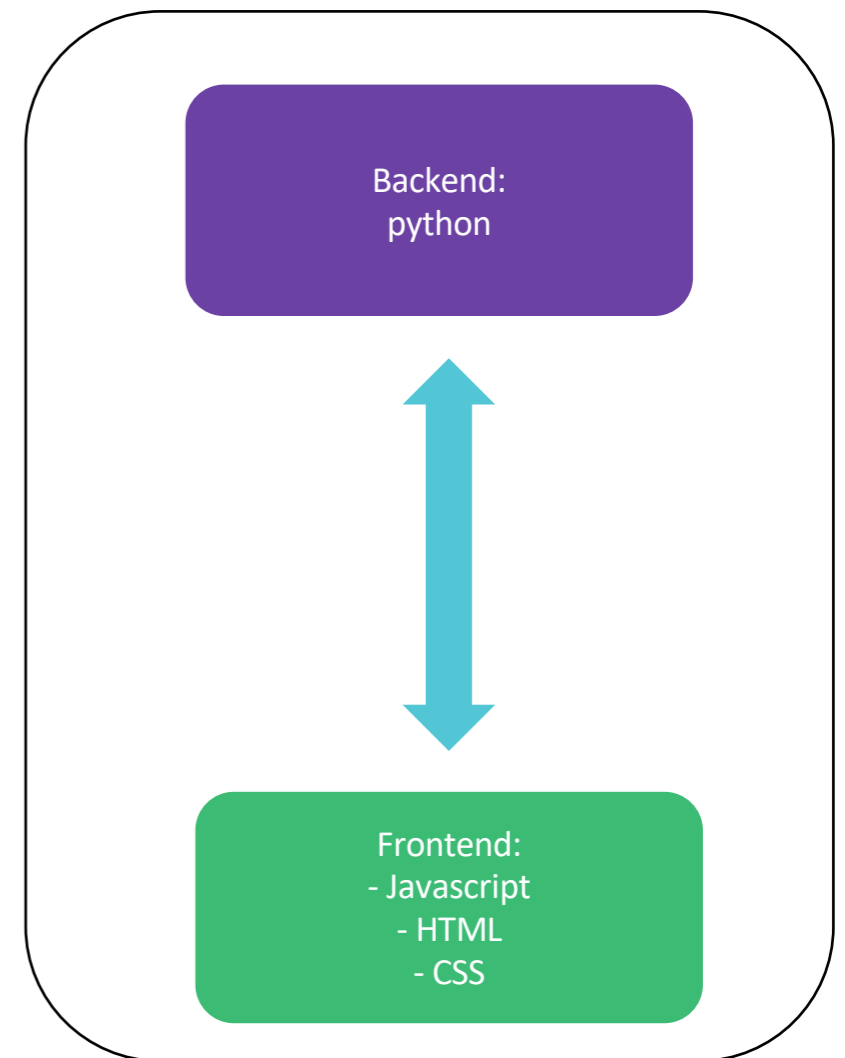 Backend:
python
Frontend:
- Javascript
- HTML
- CSS